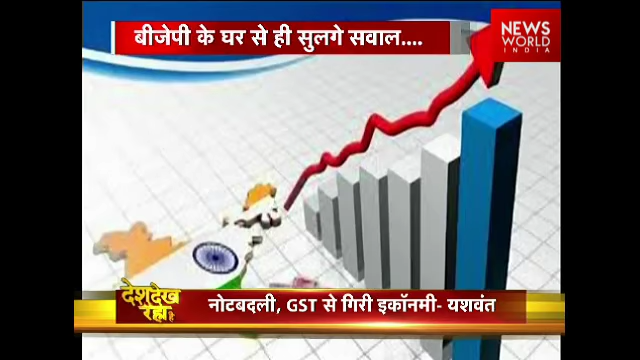 बीजेपी के घर से ही सुलगे सवाल....
NEWS
WORLD
INDIA
देश देख
रहा है
नोटबदली, GST से गिरी इकॉनमी- यशवंत